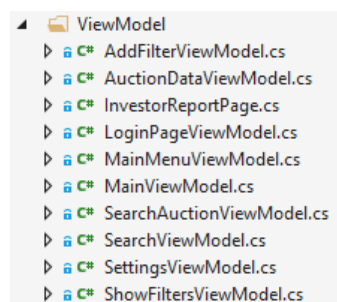 ViewModel
C# AddFilterViewModel.cs
C# AuctionDataViewModel.cs
C# InvestorReportPage.cs
C# LoginPageViewModel.cs
C# MainMenuViewModel.cs
C# MainViewModel.cs
C# SearchAuctionViewModel.cs
C# SearchViewModel.cs
C# SettingsViewModel.cs
C# ShowFiltersViewModel.cs